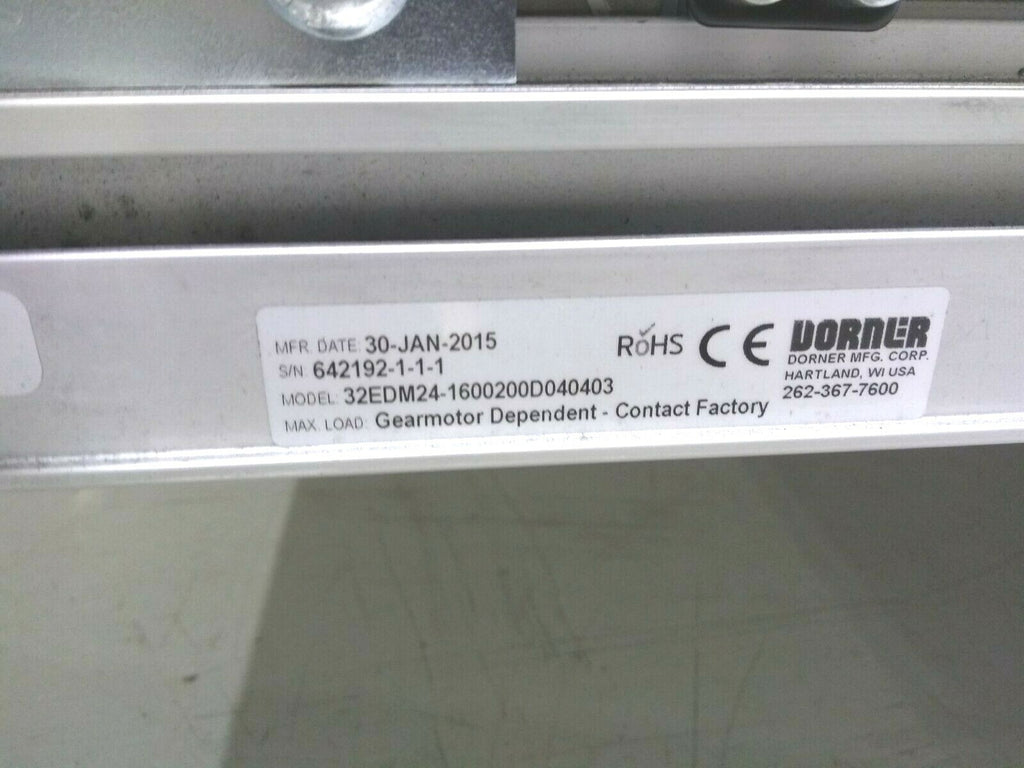 MFR. DATE: 30-JAN-2015
S/N: 642192-1-1-1
MODEL: 32EDM24-1600200D040403
MAX. LOAD: Gearmotor Dependent - Contact Factory
RoHS CE
DORNER
DORNER MFG. CORP.
HARTLAND, WI USA
262-367-7600